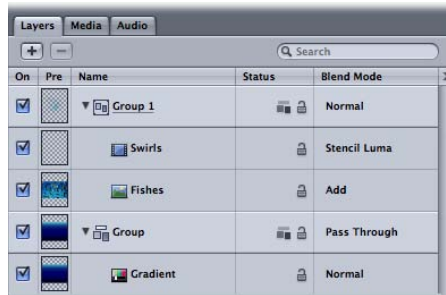 Layers Media Audio
Search
On Pre Name Status Blend Mode
Group 1 Normal
Swirls Stencil Luma
Fishes Add
Group Pass Through
Gradient Normal